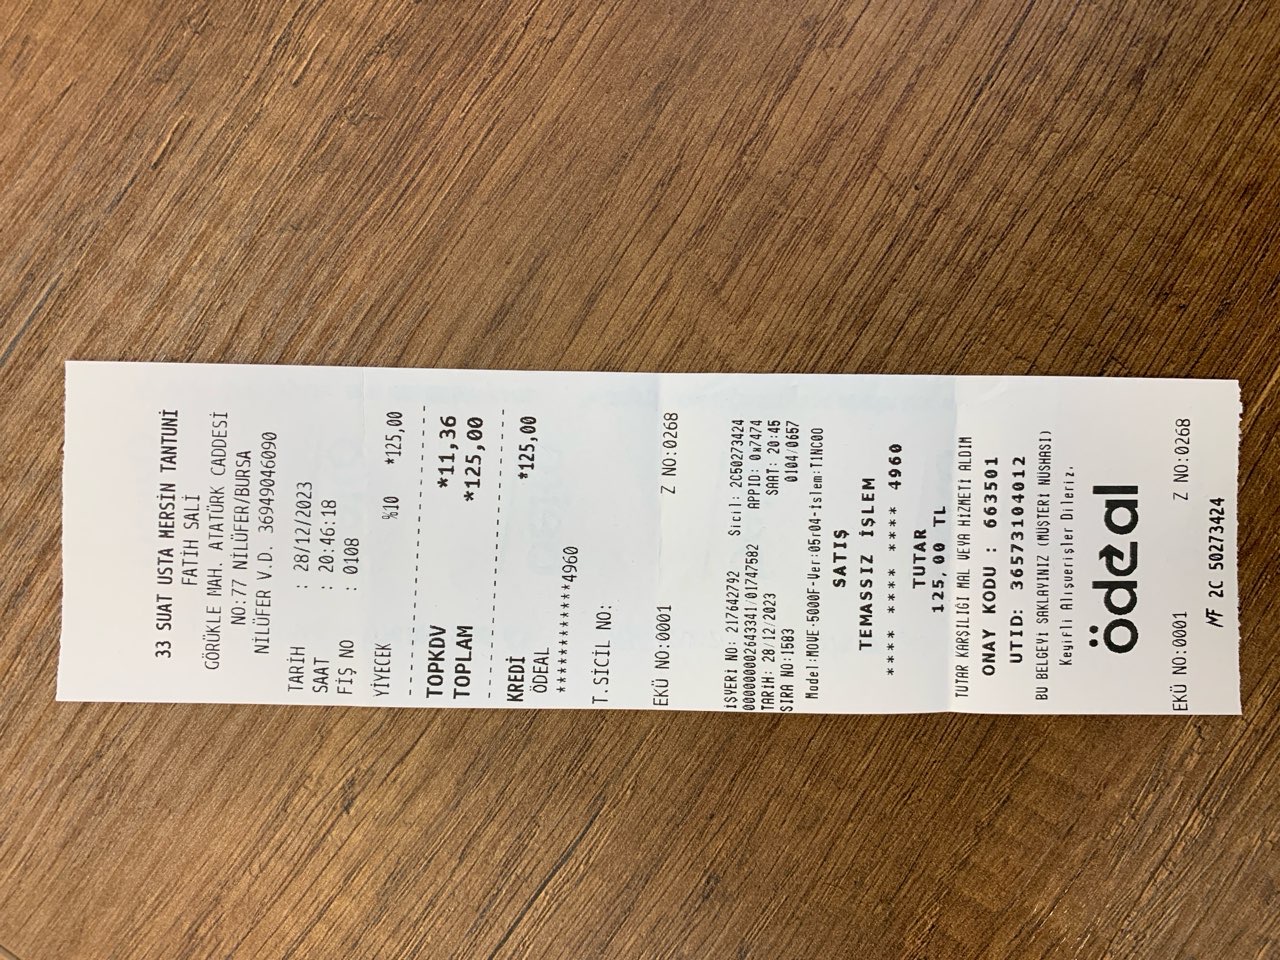 33 SUAT USTA MERSİN TANTUNİ
FATİH SALİ
GÖRÜKLE MAH. ATATÜRK CADDESİ
NO:77 NİLÜFER/BURSA
NİLÜFER V.D. 36949046090
TARİH : 28/12/2023
SAAT : 20:46:18
FİŞ NO : 0108
YİYECEK %10 *125,00
TOPKDV *11,36
TOPLAM *125,00
KREDİ *125,00
ÖDEAL
************4960
T.SİCİL NO:
EKÜ NO:0001 Z NO:0268
İŞYERİ NO: 217642792 Sicil: 2C50273424
000000002643341/01747582 APPID: 0x7474
TARİH: 28/12/2023 SAAT: 20:45
SIRA NO:1583 0104/0657
Model:MOVE-5000F-Ver:05r04-İslem:T1NC00
SATIŞ
TEMASSIZ İŞLEM
**** **** **** 4960
TUTAR
125,00 TL
TUTAR KARŞILIĞI MAL VEYA HİZMETİ ALDIM
ONAY KODU : 663501
UTID: 36573104012
BU BELGEYİ SAKLAYINIZ (MÜŞTERİ NÜSHASI)
Keyifli Alışverişler Dileriz.
ödeal
EKÜ NO:0001 Z NO:0268
MF 2C 50273424